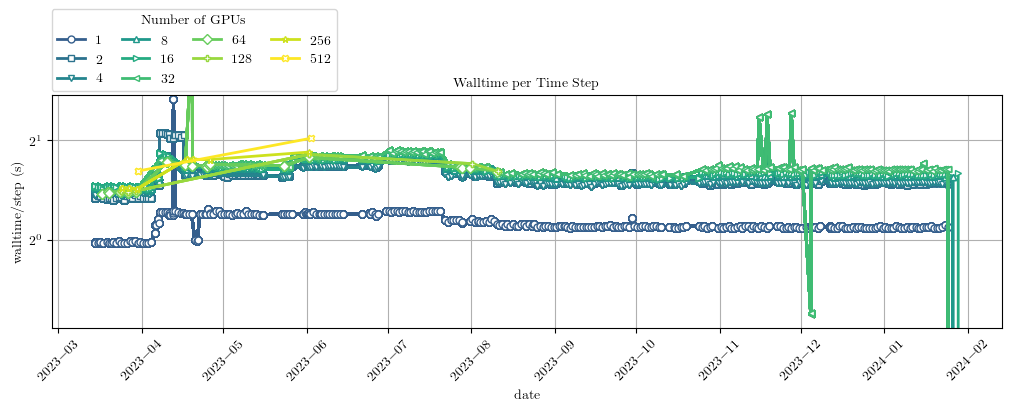 Number of GPUs
1 8 64 256
2 16 128 512
4 32
Walltime per Time Step
walltime/step (s)
2^1
2^0
2023−03 2023−04 2023−05 2023−06 2023−07 2023−08 2023−09 2023−10 2023−11 2023−12 2024−01 2024−02
date